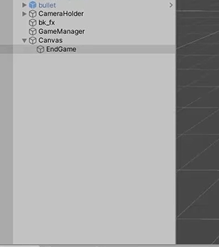 bullet
CameraHolder
bk_fx
GameManager
Canvas
EndGame